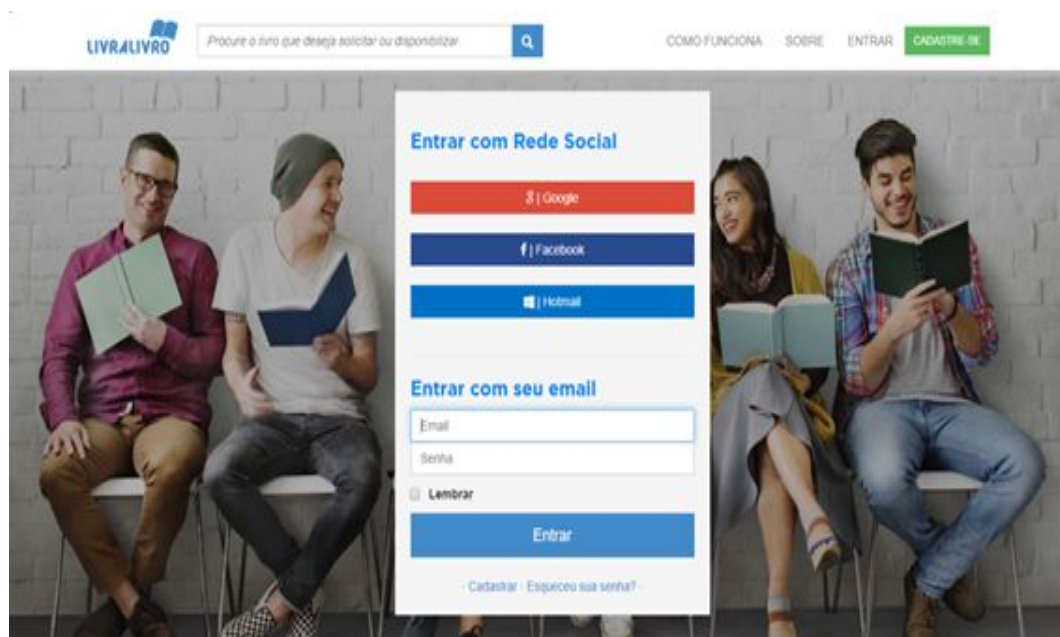 LIVRALIVRO
Procure o livro que deseja solicitar ou disponibilizar.
COMO FUNCIONA SOBRE ENTRAR CADASTRE-SE
Entrar com Rede Social
g | Google
f | Facebook
| Hotmail
Entrar com seu email
Email
Senha
Lembrar
Entrar
- Cadastrar - Esqueceu sua senha? -